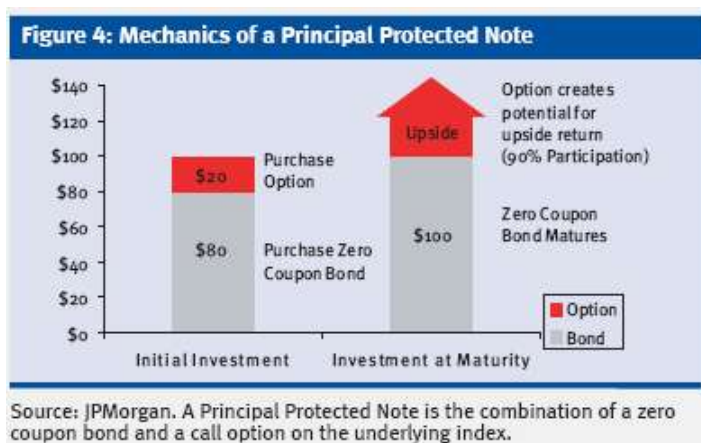 Figure 4: Mechanics of a Principal Protected Note
$140
$120
$100
$80
$60
$40
$20
$0
$20
Purchase
Option
$80
Purchase Zero
Coupon Bond
Upside
Option creates
potential for
upside return
(90% Participation)
$100
Zero Coupon
Bond Matures
Option
Bond
Initial Investment
Investment at Maturity
Source: JPMorgan. A Principal Protected Note is the combination of a zero
coupon bond and a call option on the underlying index.